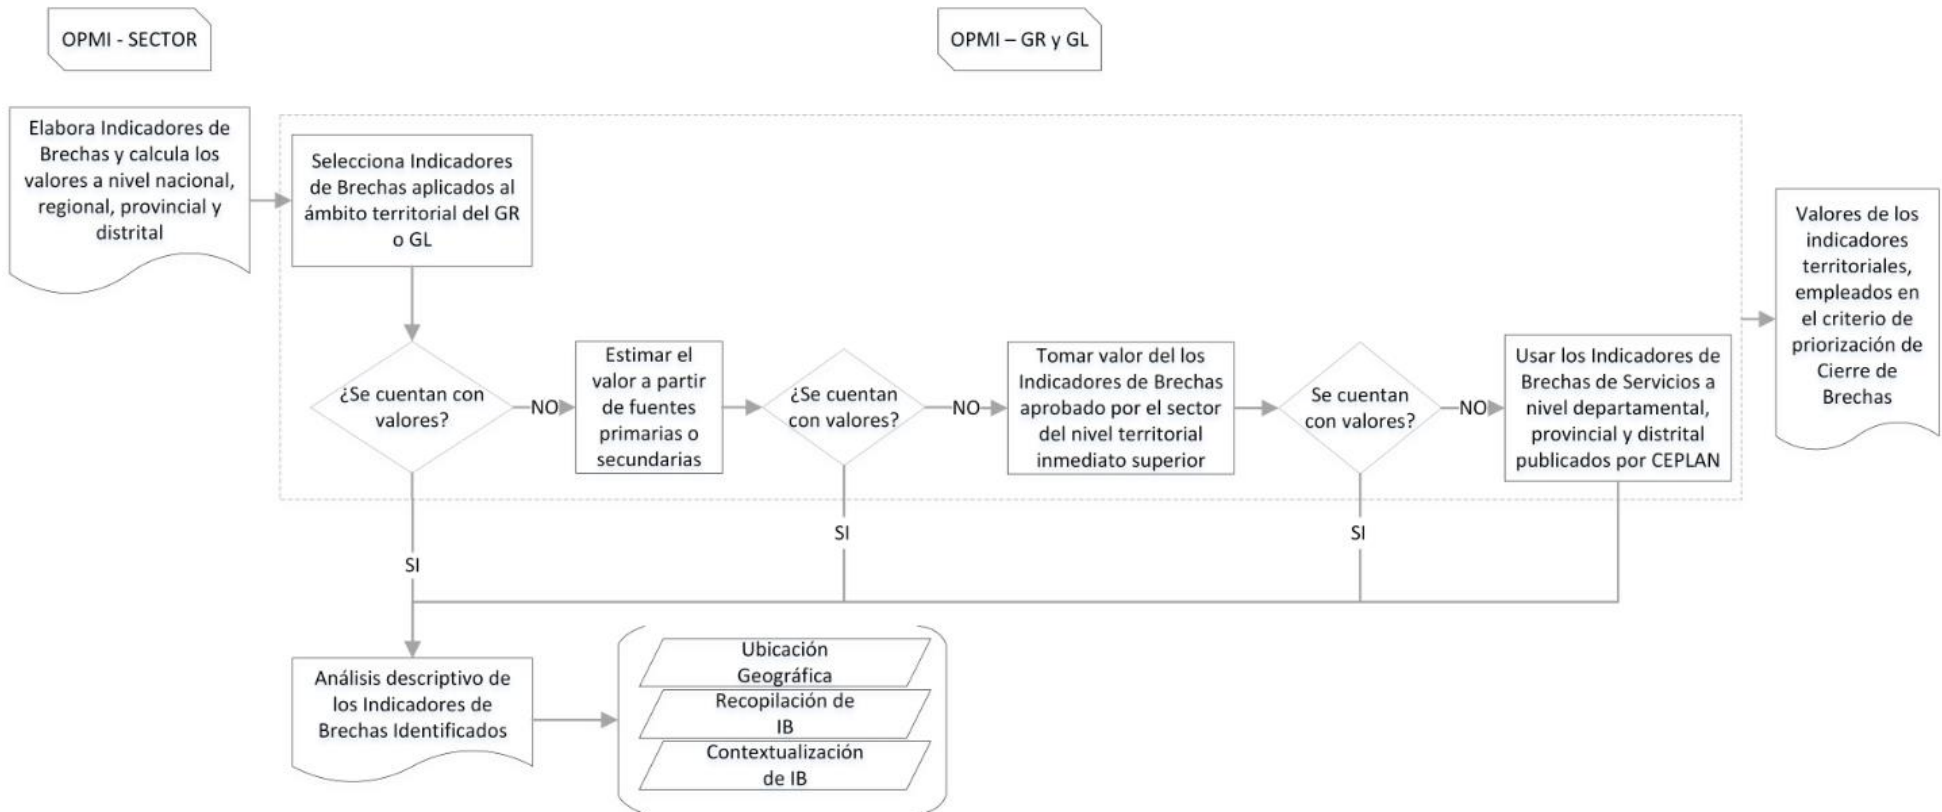 OPMI - SECTOR
OPMI – GR y GL
Elabora Indicadores de
Brechas y calcula los
valores a nivel nacional,
regional, provincial y
distrital
Selecciona Indicadores
de Brechas aplicados al
ámbito territorial del GR
o GL
¿Se cuentan con
valores?
NO
Estimar el
valor a partir
de fuentes
primarias o
secundarias
¿Se cuentan
con valores?
NO
Tomar valor del los
Indicadores de Brechas
aprobado por el sector
del nivel territorial
inmediato superior
Se cuentan
con valores?
NO
Usar los Indicadores de
Brechas de Servicios a
nivel departamental,
provincial y distrital
publicados por CEPLAN
Valores de los
indicadores
territoriales,
empleados en
el criterio de
priorización de
Cierre de
Brechas
SI
SI
SI
Análisis descriptivo de
los Indicadores de
Brechas Identificados
Ubicación
Geográfica
Recopilación de
IB
Contextualización
de IB